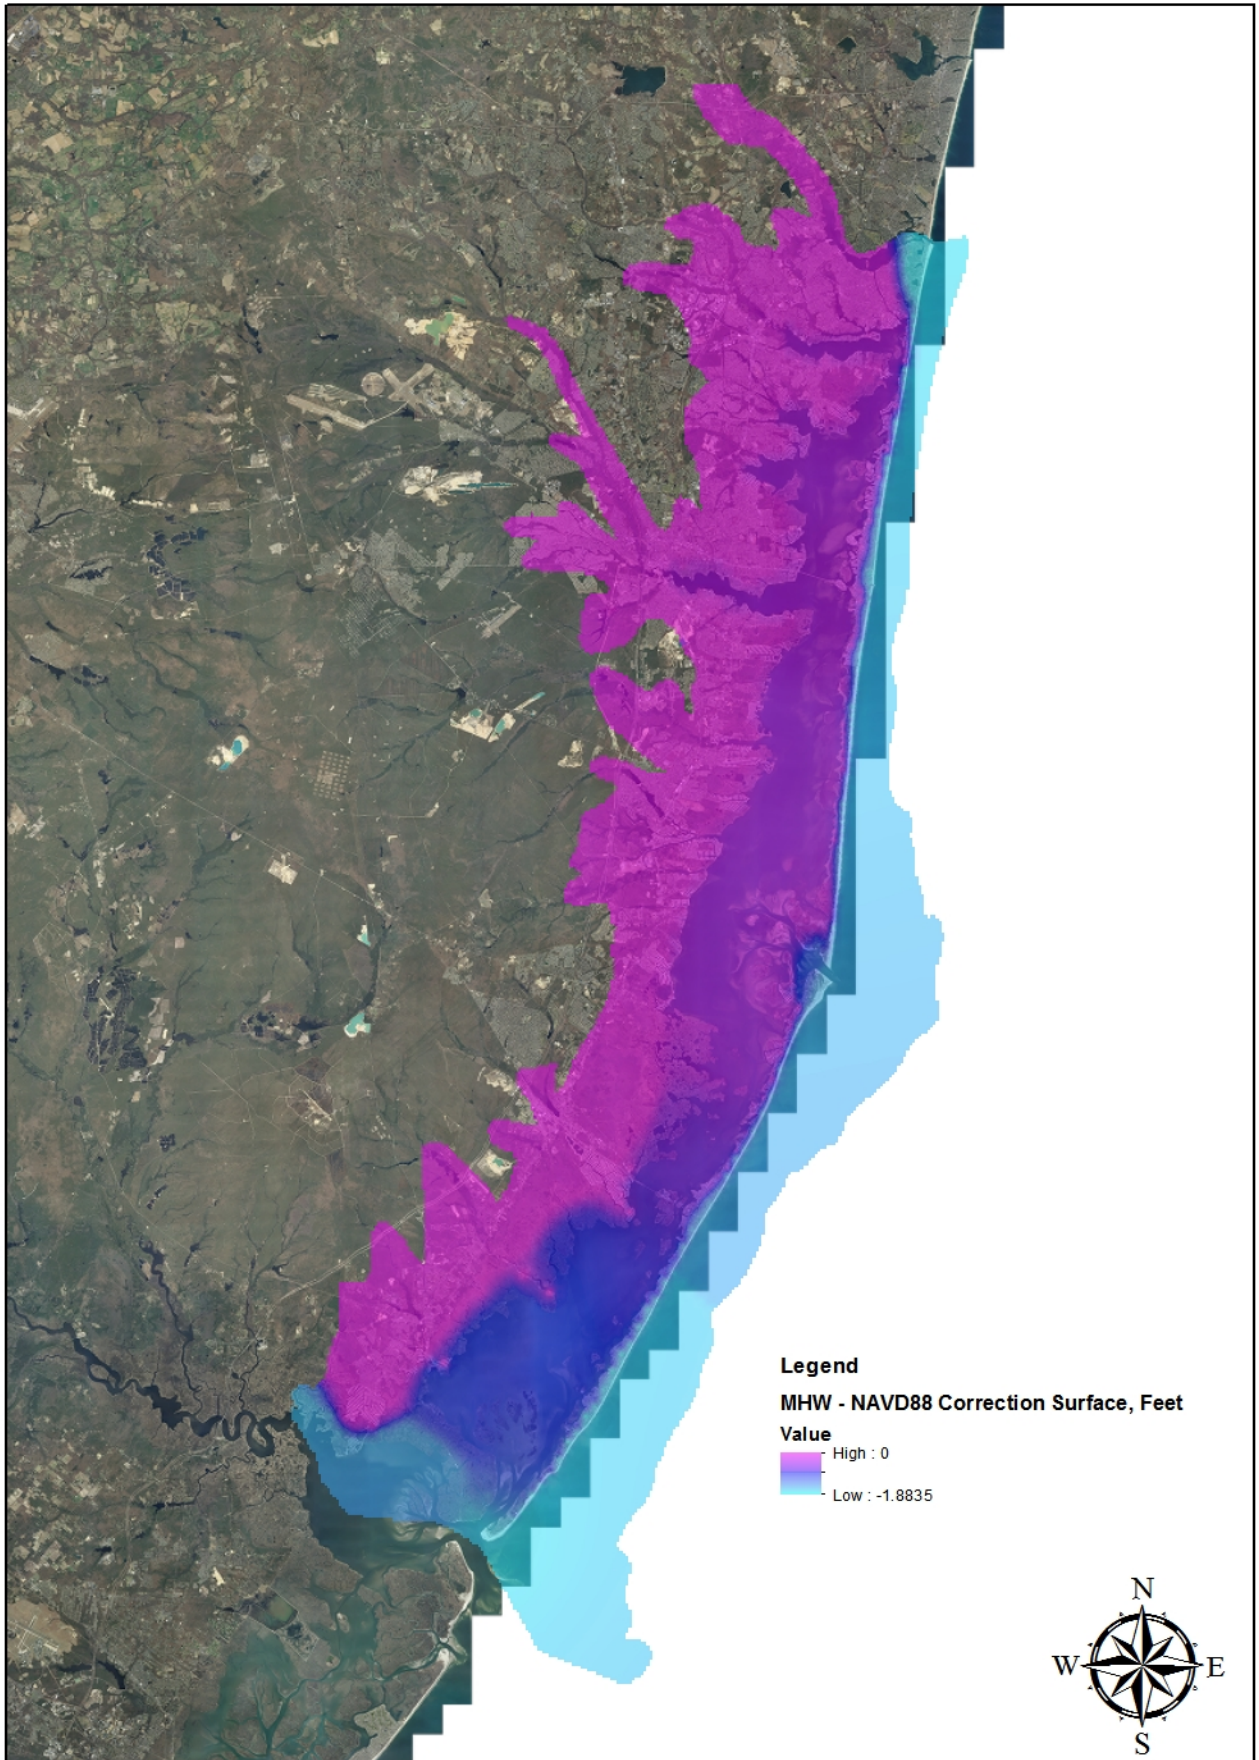 Legend
MHW - NAVD88 Correction Surface, Feet
Value
High : 0
Low : -1.8835
N
W E
S